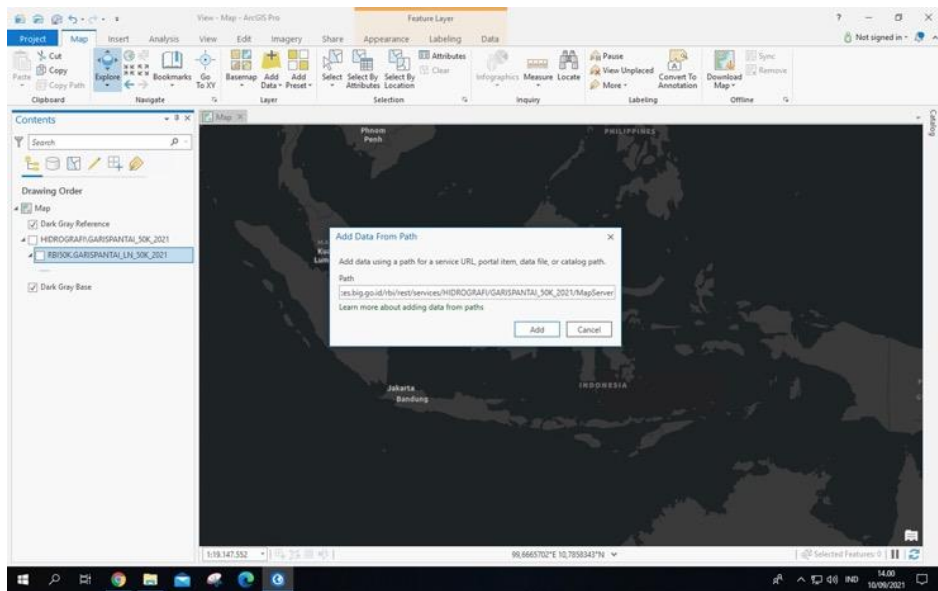 View - Map - ArcGIS Pro
Feature Layer
Project Map Insert Analysis View Edit Imagery Share Appearance Labeling Data
Not signed in
Cut
Copy
Copy Path
Paste
Clipboard
Explore
Bookmarks
Go To XY
Navigate
Basemap
Add Data
Add Preset
Layer
Select
Select By Attributes
Select By Location
Attributes
Clear
Selection
Infographics
Measure
Locate
Inquiry
Pause
View Unplaced
More
Convert To Annotation
Labeling
Download Map
Sync
Remove
Offline
Contents
Search
Drawing Order
Map
Dark Gray Reference
HIDROGRAFI\GARISPANTAI_50K_2021
RBI50K.GARISPANTAI_LN_50K_2021
Dark Gray Base
Map
Catalog
Phnom Penh
PHILIPPINES
Add Data From Path
Add data using a path for a service URL, portal item, data file, or catalog path.
Path
:es.big.go.id/rbi/rest/services/HIDROGRAFI/GARISPANTAI_50K_2021/MapServer
Learn more about adding data from paths
Add Cancel
Jakarta
Bandung
INDONESIA
1:19.147.552
99,6665702°E 10,7858343°N
Selected Features: 0
IND
14.00
10/09/2021